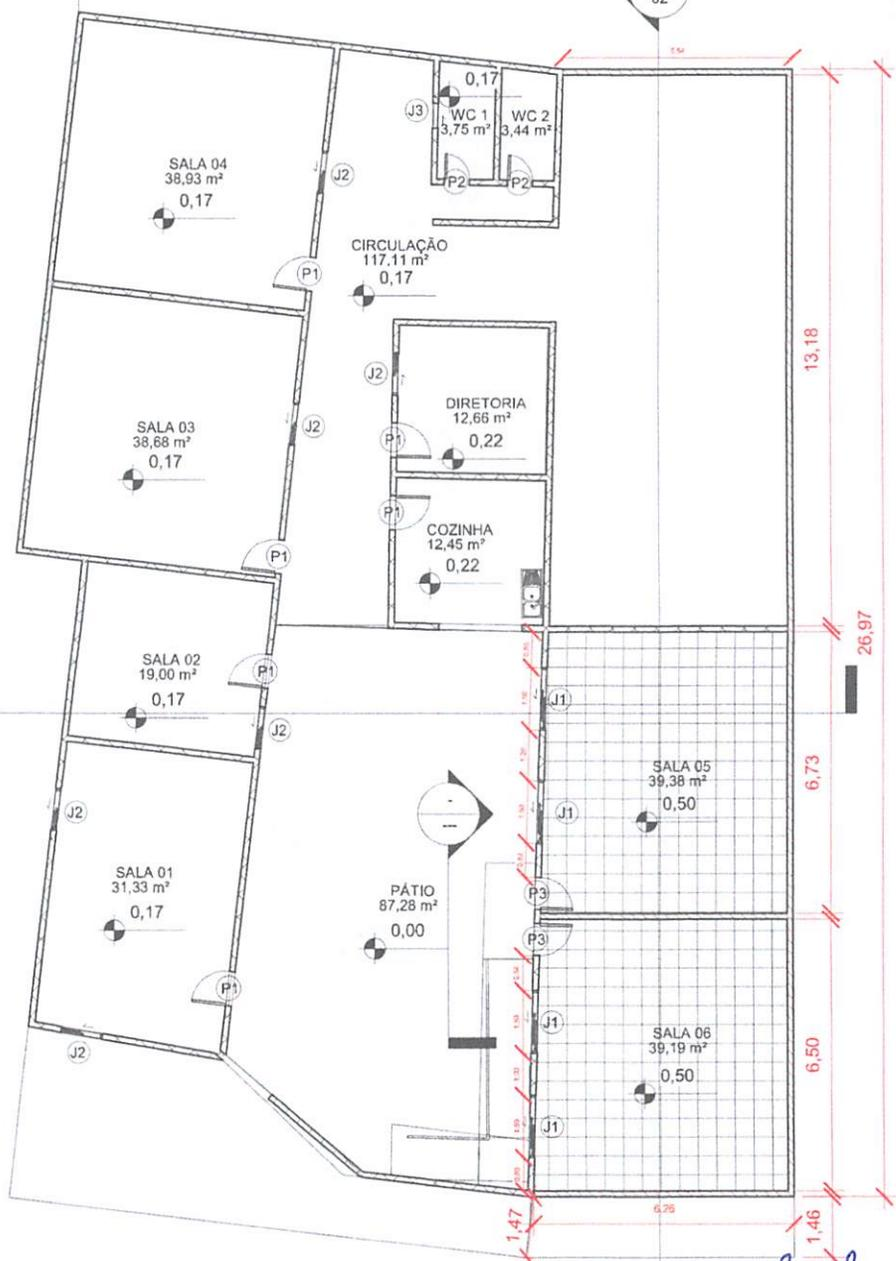 02
0,17
J3
WC 1
3,75 m²
WC 2
3,44 m²
P2
P2
SALA 04
38,93 m²
0,17
J2
P1
CIRCULAÇÃO
117,11 m²
0,17
13,18
J2
DIRETORIA
12,66 m²
0,22
P1
SALA 03
38,68 m²
0,17
J2
P1
P1
COZINHA
12,45 m²
0,22
26,97
SALA 02
19,00 m²
0,17
P1
J2
J1
SALA 05
39,38 m²
0,50
J1
6,73
J2
SALA 01
31,33 m²
0,17
P1
J2
PÁTIO
87,28 m²
0,00
P3
P3
J1
SALA 06
39,19 m²
0,50
J1
6,50
1,47
6.26
1,46